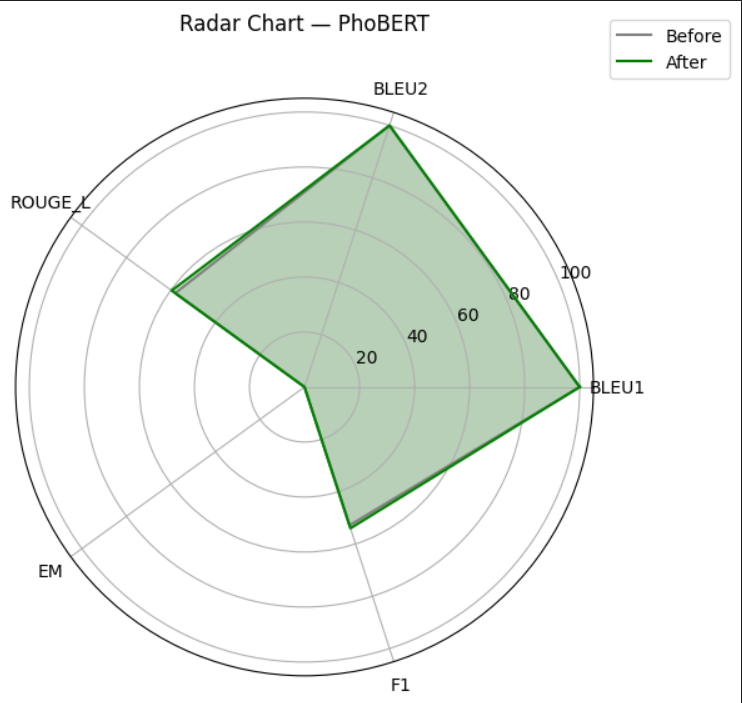 Radar Chart — PhoBERT
Before
After
BLEU2
ROUGE_L
100
80
60
40
20
BLEU1
EM
F1